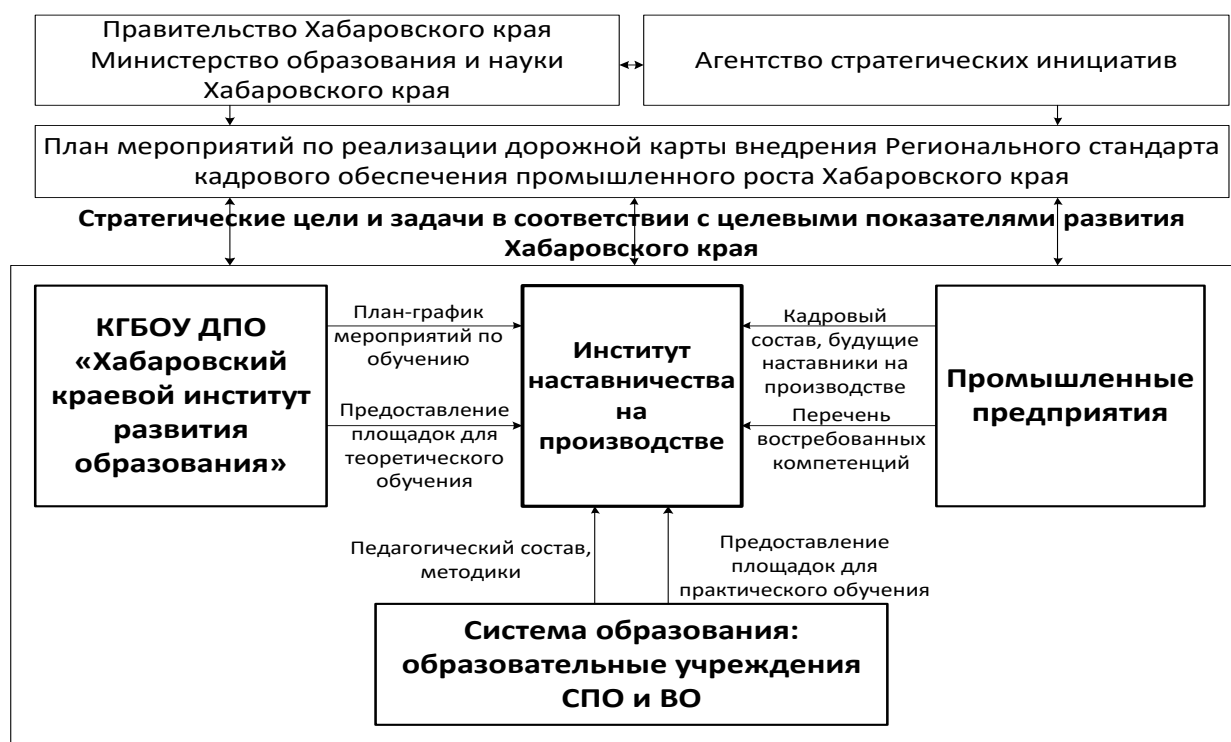 Правительство Хабаровского края
Министерство образования и науки
Хабаровского края
Агентство стратегических инициатив
План мероприятий по реализации дорожной карты внедрения Регионального стандарта
кадрового обеспечения промышленного роста Хабаровского края
Стратегические цели и задачи в соответствии с целевыми показателями развития
Хабаровского края
КГБОУ ДПО
«Хабаровский
краевой институт
развития
образования»
План-график
мероприятий по
обучению
Предоставление
площадок для
теоретического
обучения
Институт
наставничества
на
производстве
Кадровый
состав, будущие
наставники на
производстве
Перечень
востребованных
компетенций
Промышленные
предприятия
Педагогический состав,
методики
Предоставление
площадок для
практического обучения
Система образования:
образовательные учреждения
СПО и ВО